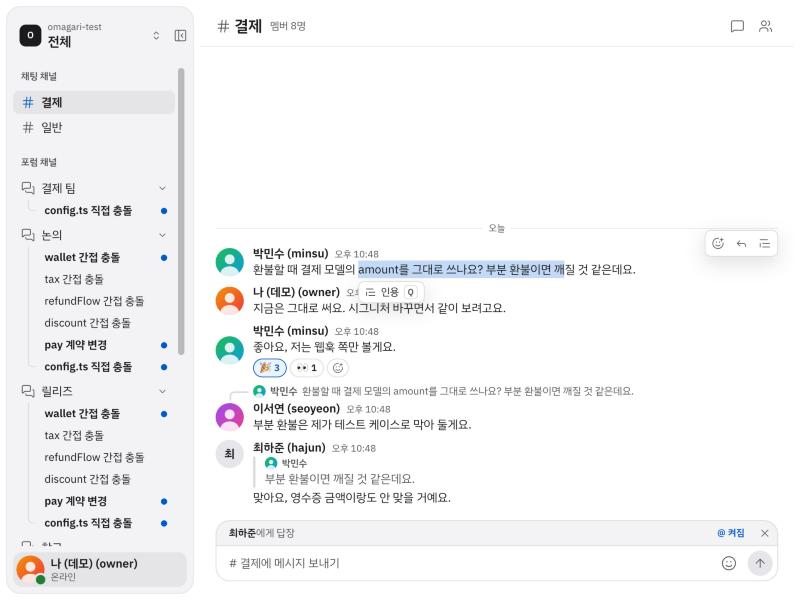 O
omagari-test
전체
채팅 채널
# 결제
# 일반
포럼 채널
결제 팀
config.ts 직접 충돌
논의
wallet 간접 충돌
tax 간접 충돌
refundFlow 간접 충돌
discount 간접 충돌
pay 계약 변경
config.ts 직접 충돌
릴리즈
wallet 간접 충돌
tax 간접 충돌
refundFlow 간접 충돌
discount 간접 충돌
pay 계약 변경
config.ts 직접 충돌
나 (데모) (owner)
온라인
# 결제 멤버 8명
오늘
박민수 (minsu) 오후 10:48
환불할 때 결제 모델의 amount를 그대로 쓰나요? 부분 환불이면 깨질 것 같은데요.
인용 Q
나 (데모) (owner)
지금은 그대로 써요. 시그니처 바꾸면서 같이 보려고요.
박민수 (minsu) 오후 10:48
좋아요, 저는 웹훅 쪽만 볼게요.
🎉 3 👀 1
박민수 환불할 때 결제 모델의 amount를 그대로 쓰나요? 부분 환불이면 깨질 것 같은데요.
이서연 (seoyeon) 오후 10:48
부분 환불은 제가 테스트 케이스로 막아 둘게요.
최
최하준 (hajun) 오후 10:48
박민수
부분 환불이면 깨질 것 같은데요.
맞아요, 영수증 금액이랑도 안 맞을 거예요.
최하준에게 답장 @ 켜짐
# 결제에 메시지 보내기